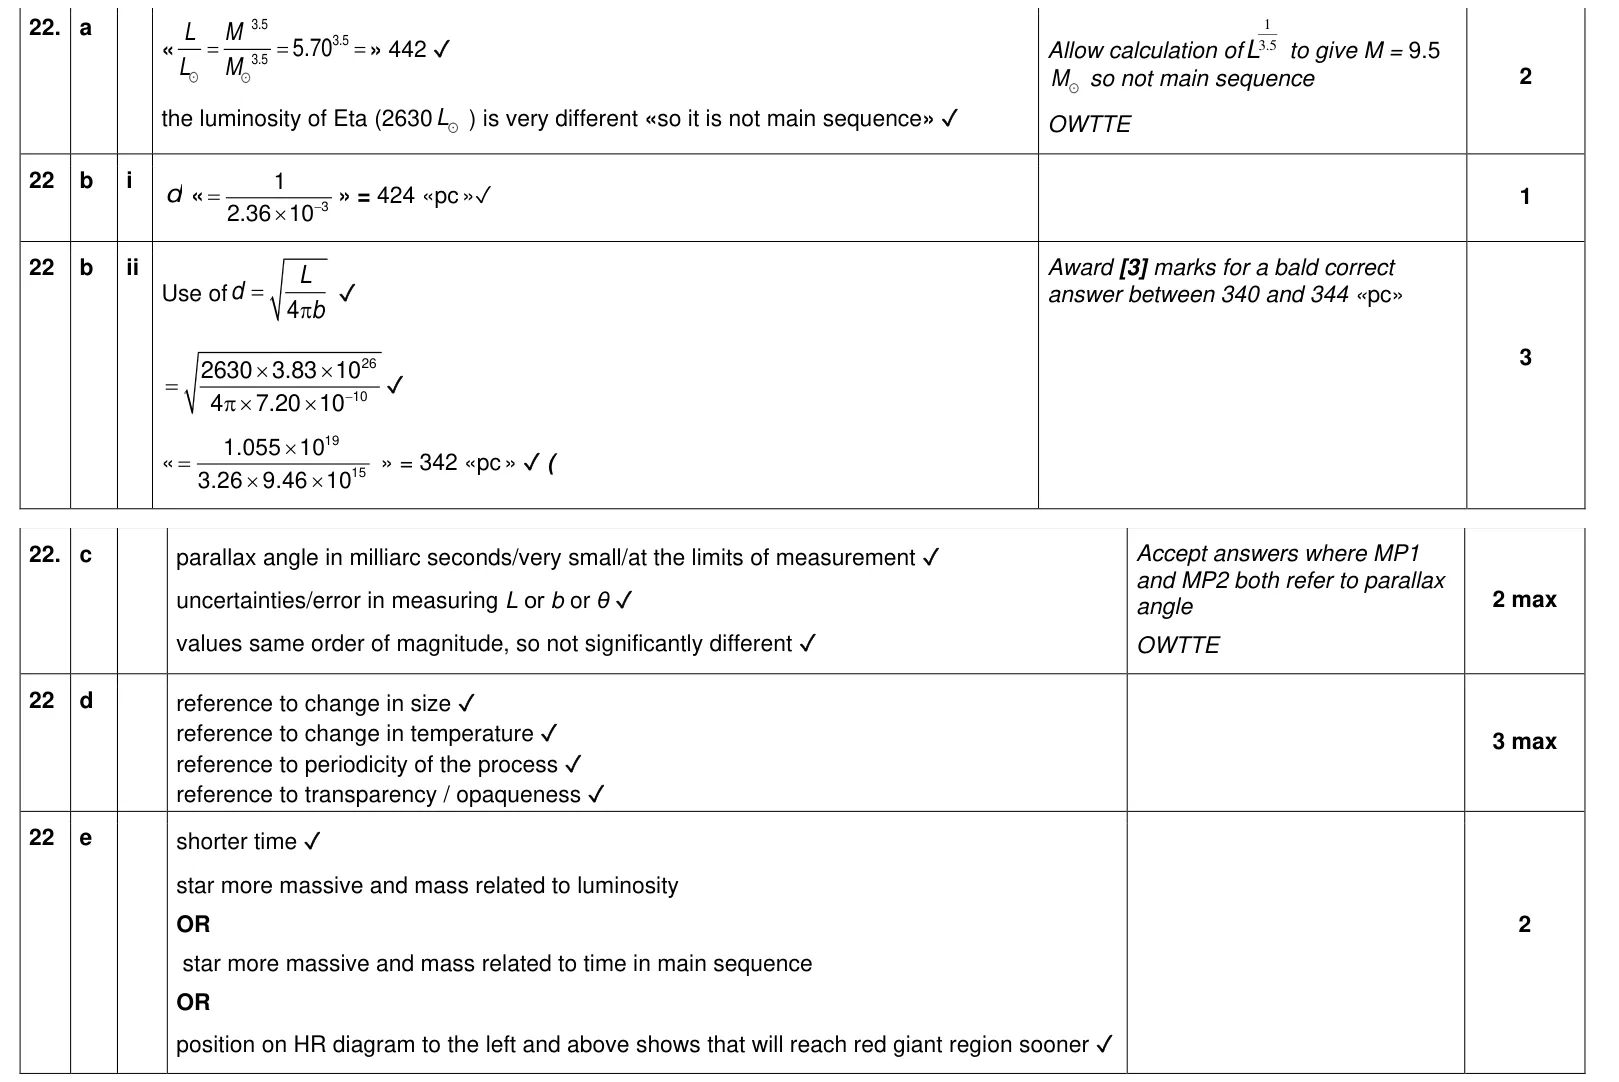 22. a «L/L☉ = M^3.5/M☉^3.5 = 5.70^3.5 =» 442 ✓
the luminosity of Eta (2630 L☉ ) is very different «so it is not main sequence» ✓
Allow calculation of L^(1/3.5) to give M = 9.5
M☉ so not main sequence
OWTTE
2
22 b i d «= 1/(2.36×10^−3) » = 424 «pc»✓
1
22 b ii Use of d = √(L/(4πb)) ✓
= √((2630×3.83×10^26)/(4π×7.20×10^−10)) ✓
«= (1.055×10^19)/(3.26×9.46×10^15) » = 342 «pc» ✓ (
Award [3] marks for a bald correct
answer between 340 and 344 «pc»
3
22. c parallax angle in milliarc seconds/very small/at the limits of measurement ✓
uncertainties/error in measuring L or b or θ ✓
values same order of magnitude, so not significantly different ✓
Accept answers where MP1
and MP2 both refer to parallax
angle
OWTTE
2 max
22 d reference to change in size ✓
reference to change in temperature ✓
reference to periodicity of the process ✓
reference to transparency / opaqueness ✓
3 max
22 e shorter time ✓
star more massive and mass related to luminosity
OR
star more massive and mass related to time in main sequence
OR
position on HR diagram to the left and above shows that will reach red giant region sooner ✓
2